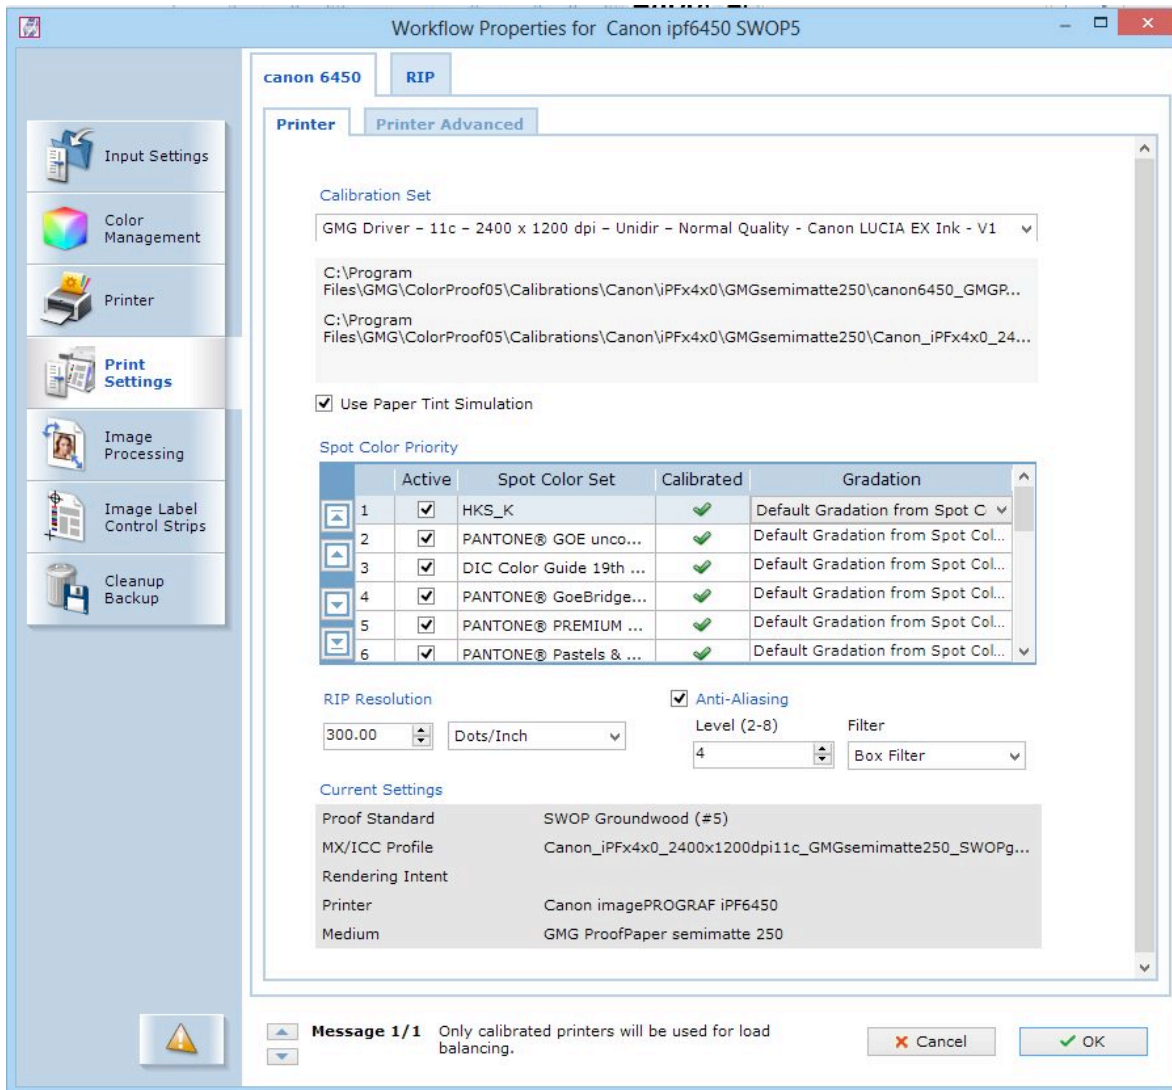 Workflow Properties for Canon ipf6450 SWOP5
canon 6450
RIP
Printer
Printer Advanced
Input Settings
Color
Management
Printer
Print
Settings
Image
Processing
Image Label
Control Strips
Cleanup
Backup
Calibration Set
GMG Driver – 11c – 2400 x 1200 dpi – Unidir – Normal Quality - Canon LUCIA EX Ink - V1
C:\Program
Files\GMG\ColorProof05\Calibrations\Canon\iPFx4x0\GMGsemimatte250\canon6450_GMGP...
C:\Program
Files\GMG\ColorProof05\Calibrations\Canon\iPFx4x0\GMGsemimatte250\Canon_iPFx4x0_24...
Use Paper Tint Simulation
Spot Color Priority
Active Spot Color Set Calibrated Gradation
1 HKS_K Default Gradation from Spot C
2 PANTONE® GOE unco... Default Gradation from Spot Col...
3 DIC Color Guide 19th ... Default Gradation from Spot Col...
4 PANTONE® GoeBridge... Default Gradation from Spot Col...
5 PANTONE® PREMIUM ... Default Gradation from Spot Col...
6 PANTONE® Pastels & ... Default Gradation from Spot Col...
RIP Resolution
Anti-Aliasing
Level (2-8) Filter
300.00 Dots/Inch
4 Box Filter
Current Settings
Proof Standard SWOP Groundwood (#5)
MX/ICC Profile Canon_iPFx4x0_2400x1200dpi11c_GMGsemimatte250_SWOPg...
Rendering Intent
Printer Canon imagePROGRAF iPF6450
Medium GMG ProofPaper semimatte 250
Message 1/1 Only calibrated printers will be used for load
balancing.
Cancel
OK